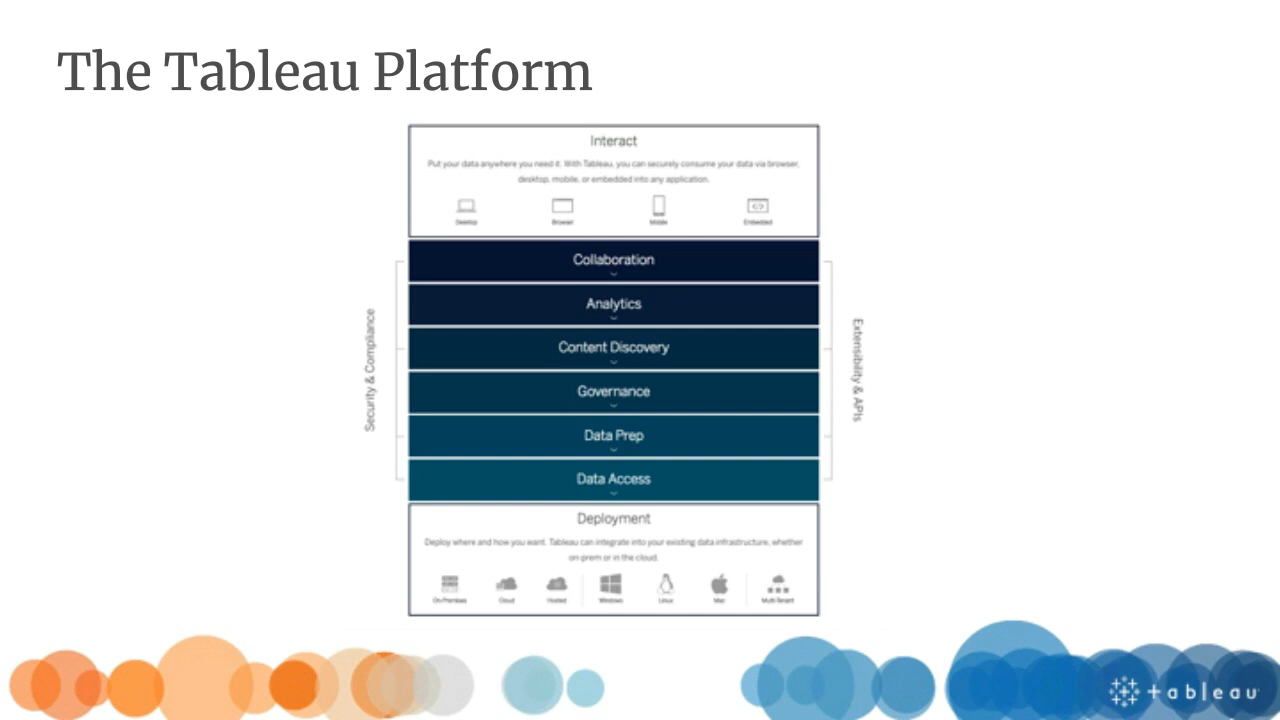 The Tableau Platform
Interact
Put your data anywhere you need it. With Tableau, you can securely consume your data via browser,
desktop, mobile, or embedded into any application.
Desktop Browser Mobile Embedded
Collaboration
Analytics
Content Discovery
Governance
Data Prep
Data Access
Security & Compliance
Extensibility & APIs
Deployment
Deploy where and how you want. Tableau can integrate into your existing data infrastructure, whether
on-prem or in the cloud.
On-Premises Cloud Hosted Windows Linux Mac Multi-Tenant
+ableau